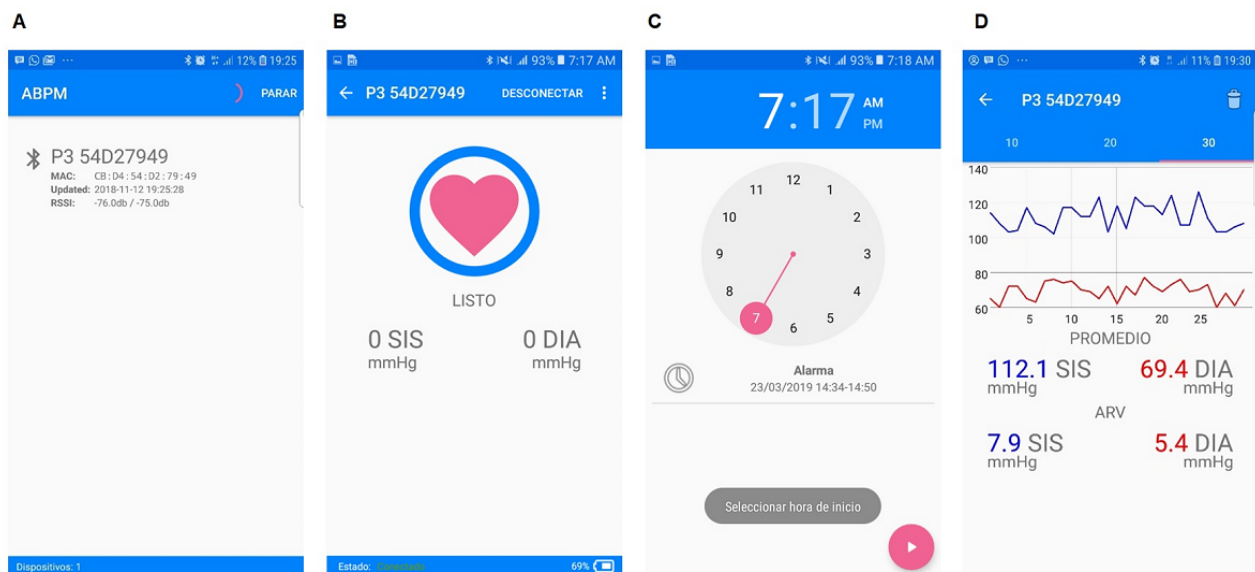 A
12% 19:25
ABPM PARAR
P3 54D27949
MAC: CB:D4:54:D2:79:49
Updated: 2018-11-12 19:25:28
RSSI: -76.0db / -75.0db
Dispositivos: 1
B
93% 7:17 AM
P3 54D27949 DESCONECTAR
LISTO
0 SIS 0 DIA
mmHg mmHg
Estado: Conectado 69%
C
93% 7:18 AM
7:17 AM
PM
12
11 1
10 2
9 3
8 4
7 5
6
Alarma
23/03/2019 14:34-14:50
Seleccionar hora de inicio
D
11% 19:30
P3 54D27949
10 20 30
140
120
100
80
60
5 10 15 20 25
PROMEDIO
112.1 SIS 69.4 DIA
mmHg mmHg
ARV
7.9 SIS 5.4 DIA
mmHg mmHg